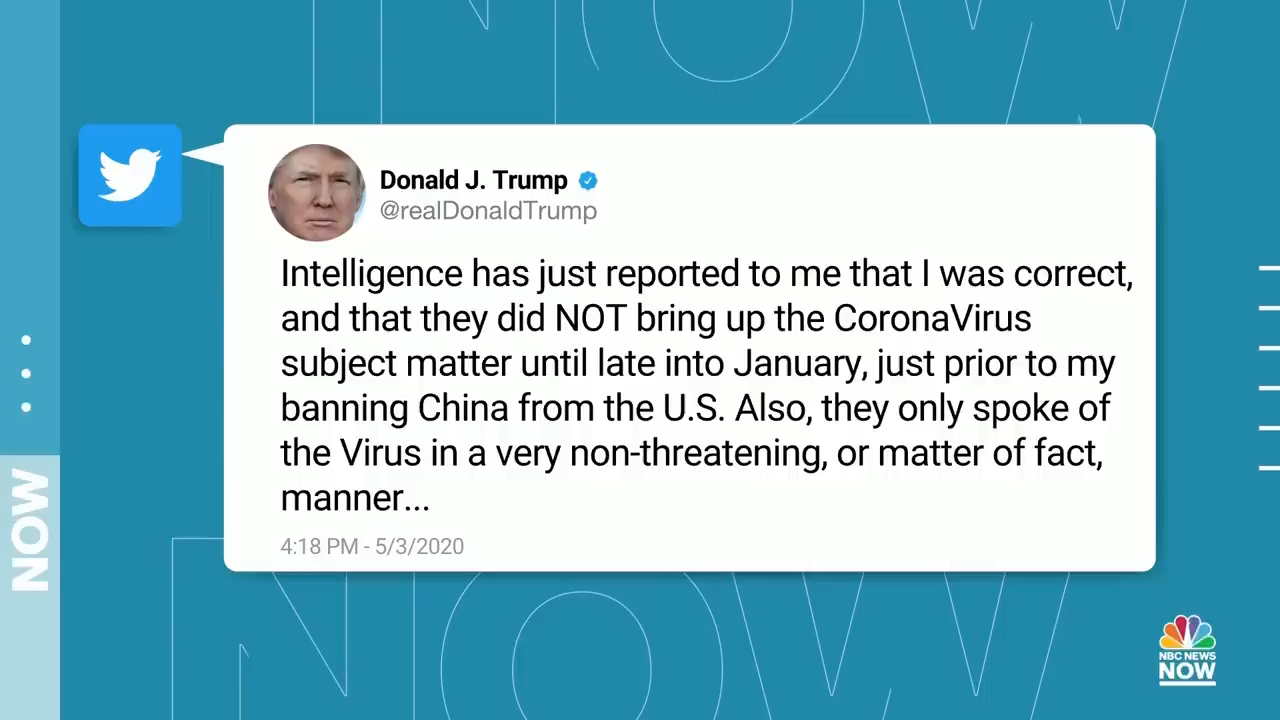 NOW
Donald J. Trump
@realDonaldTrump
Intelligence has just reported to me that I was correct,
and that they did NOT bring up the CoronaVirus
subject matter until late into January, just prior to my
banning China from the U.S. Also, they only spoke of
the Virus in a very non-threatening, or matter of fact,
manner...
4:18 PM - 5/3/2020
NOW
NOW
NBC NEWS
NOW